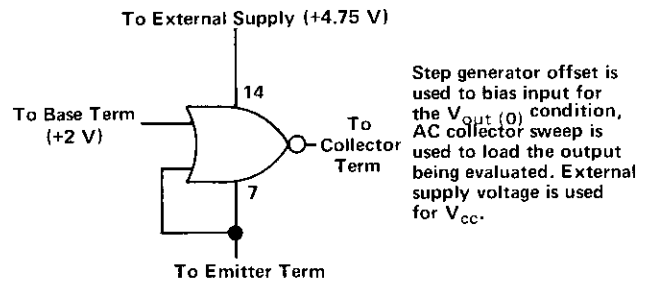 To External Supply (+4.75 V)
14
To Base Term
(+2 V)
To
Collector
Term
7
To Emitter Term
Step generator offset is
used to bias input for
the Vout (0) condition,
AC collector sweep is
used to load the output
being evaluated. External
supply voltage is used
for Vcc.